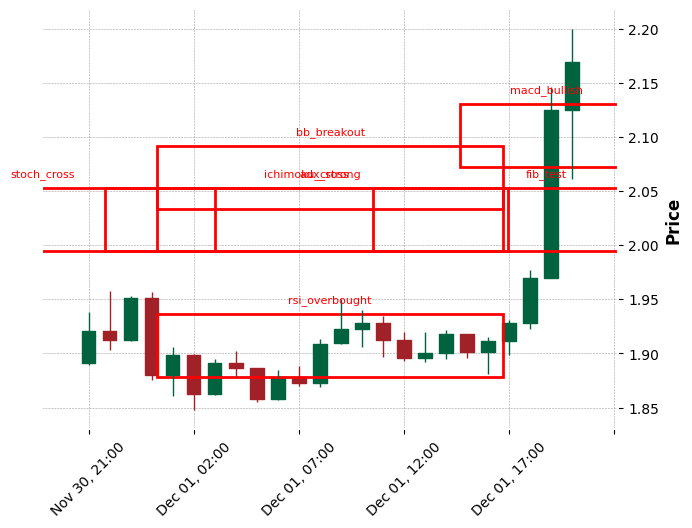 2.20
2.15
macd_bullish
2.10
bb_breakout
stoch_cross
adx_strong
fib_test
2.05
2.00
Price
1.95
rsi_overbought
1.90
1.85
Nov 30, 21:00
Dec 01, 02:00
Dec 01, 07:00
Dec 01, 12:00
Dec 01, 17:00